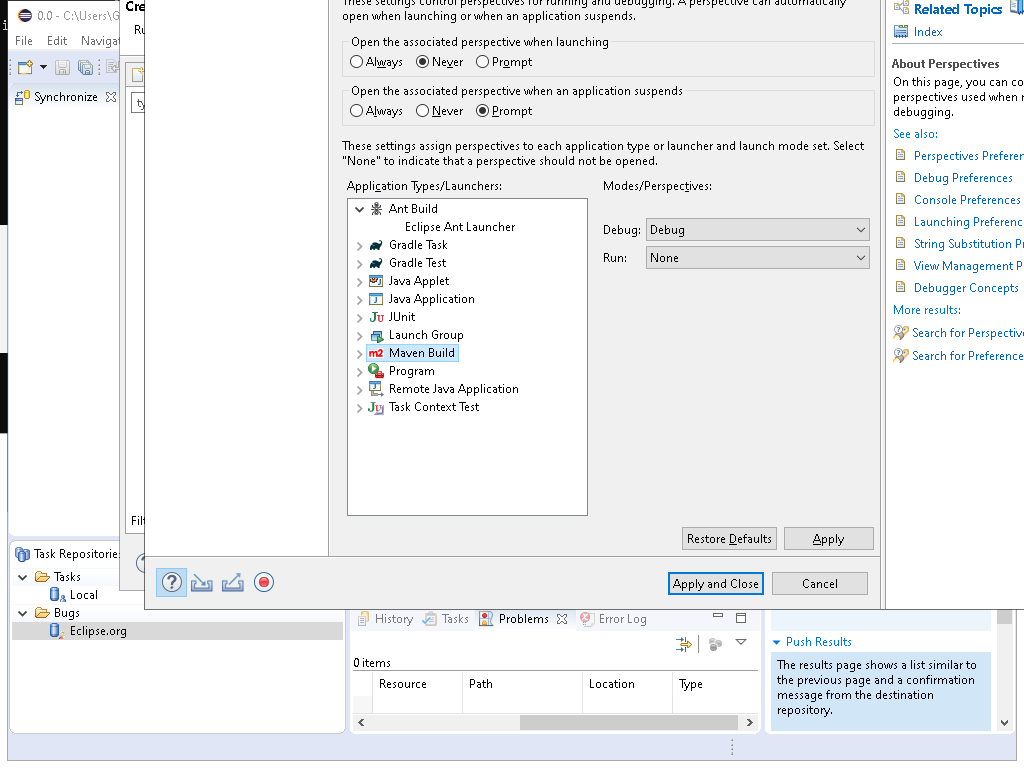 0.0 - C:\Users\G
File Edit Navigat
Synchronize
Cre
Ru
ty
Filt
These settings control perspectives for running and debugging. A perspective can automatically
open when launching or when an application suspends.
Open the associated perspective when launching
Always Never Prompt
Open the associated perspective when an application suspends
Always Never Prompt
These settings assign perspectives to each application type or launcher and launch mode set. Select
"None" to indicate that a perspective should not be opened.
Application Types/Launchers:
Ant Build
Eclipse Ant Launcher
Gradle Task
Gradle Test
Java Applet
Java Application
Ju JUnit
Launch Group
m2 Maven Build
Program
Remote Java Application
Ju Task Context Test
Modes/Perspectives:
Debug: Debug
Run: None
Restore Defaults Apply
? Apply and Close Cancel
Related Topics
Index
About Perspectives
On this page, you can co
perspectives used when r
debugging.
See also:
Perspectives Preferen
Debug Preferences
Console Preferences
Launching Preferenc
String Substitution Pr
View Management P
Debugger Concepts
More results:
Search for Perspective
Search for Preference
Task Repositories
Tasks
Local
Bugs
Eclipse.org
History Tasks Problems Error Log
0 items
Resource Path Location Type
Push Results
The results page shows a list similar to
the previous page and a confirmation
message from the destination
repository.